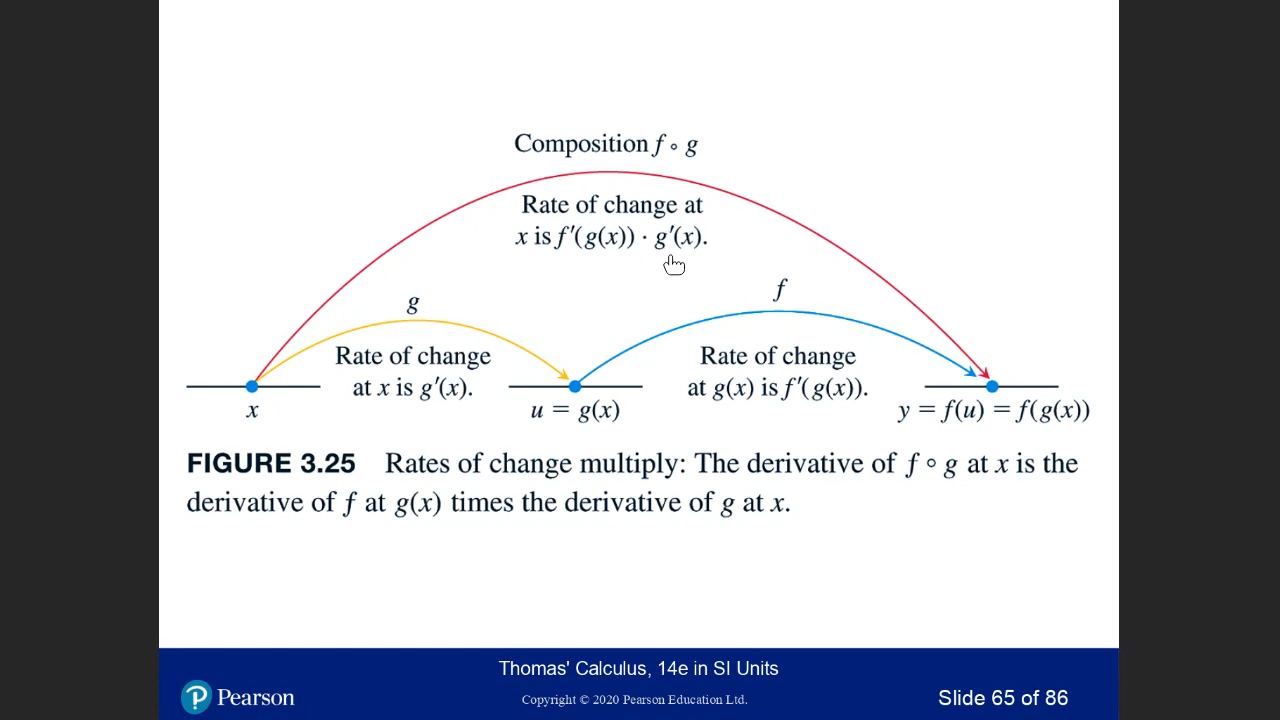 Composition f ∘ g
Rate of change at
x is f′(g(x)) · g′(x).
g
f
Rate of change
at x is g′(x).
Rate of change
at g(x) is f′(g(x)).
x
u = g(x)
y = f(u) = f(g(x))
FIGURE 3.25 Rates of change multiply: The derivative of f ∘ g at x is the
derivative of f at g(x) times the derivative of g at x.
Thomas' Calculus, 14e in SI Units
P Pearson
Copyright © 2020 Pearson Education Ltd.
Slide 65 of 86